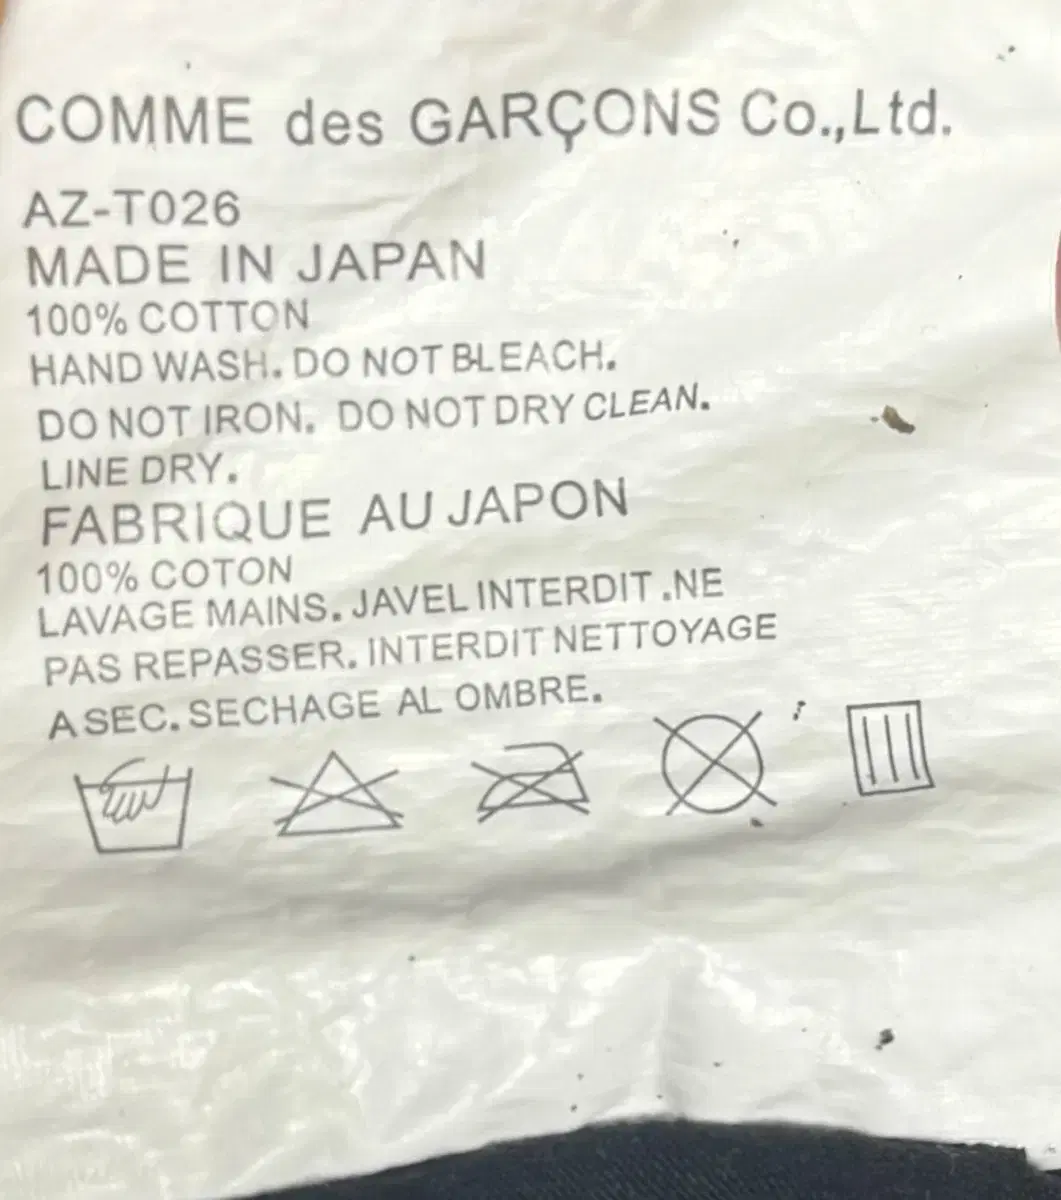 COMME des GARÇONS Co.,Ltd.
AZ-T026
MADE IN JAPAN
100% COTTON
HAND WASH. DO NOT BLEACH.
DO NOT IRON. DO NOT DRY CLEAN.
LINE DRY.
FABRIQUE AU JAPON
100% COTON
LAVAGE MAINS. JAVEL INTERDIT .NE
PAS REPASSER. INTERDIT NETTOYAGE
A SEC. SECHAGE AL OMBRE.